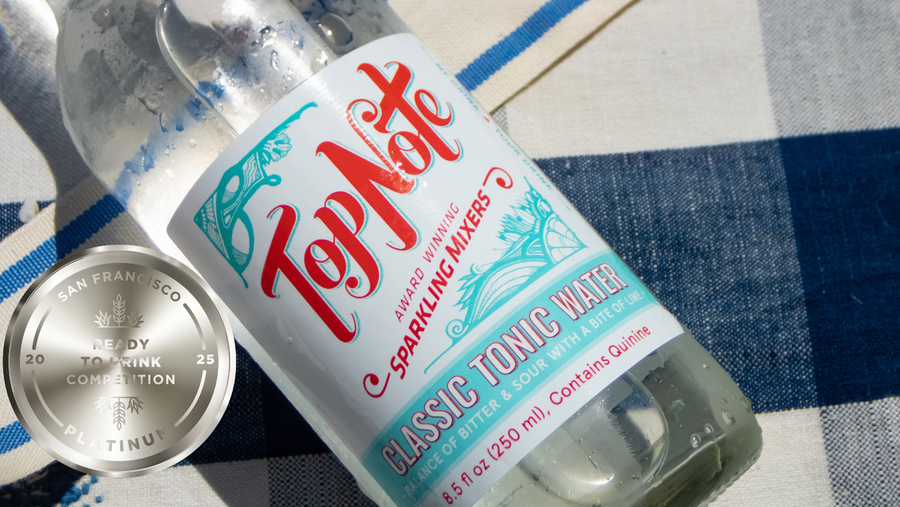 TopNote
AWARD WINNING
SPARKLING MIXERS
CLASSIC TONIC WATER
BALANCE OF BITTER & SOUR WITH A BITE OF LIME
8.5 fl oz (250 ml), Contains Quinine
SAN FRANCISCO
READY
20 TO DRINK 25
COMPETITION
PLATINUM